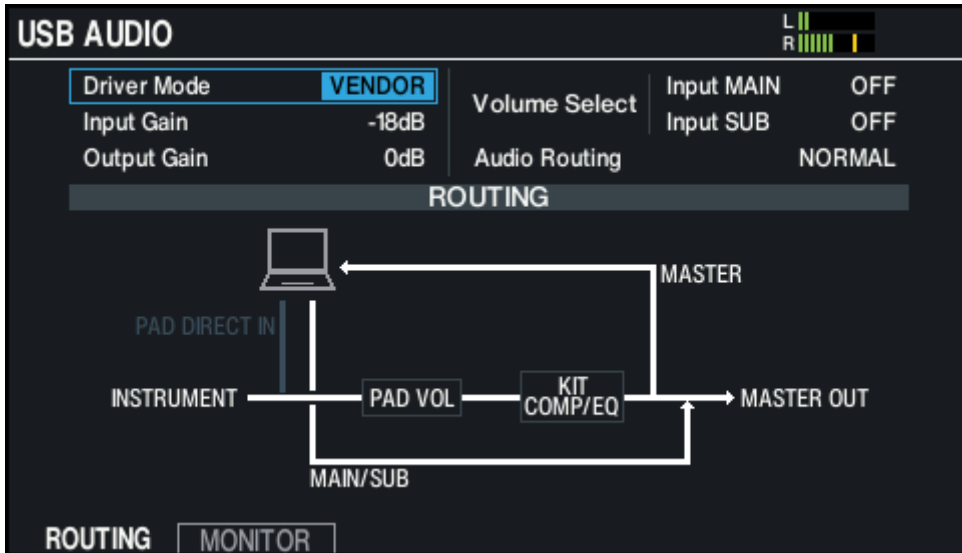 USB AUDIO
L
R
Driver Mode VENDOR
Input Gain -18dB
Output Gain 0dB
Volume Select
Input MAIN OFF
Input SUB OFF
Audio Routing NORMAL
ROUTING
MASTER
PAD DIRECT IN
INSTRUMENT
PAD VOL
KIT
COMP/EQ
MASTER OUT
MAIN/SUB
ROUTING MONITOR